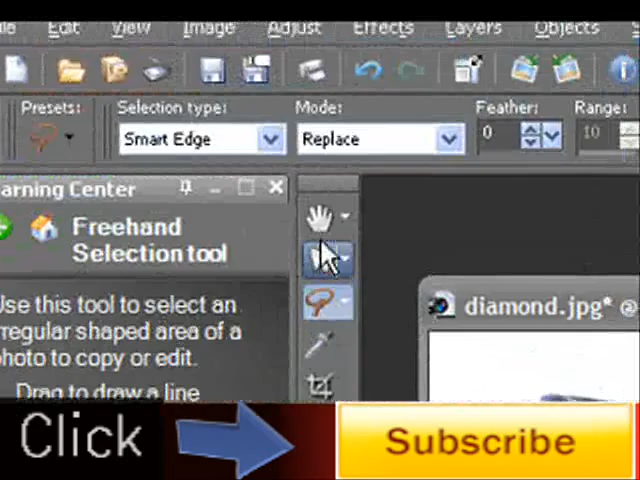 Edit View Image Adjust Effects Layers Objects
Presets: Selection type: Mode: Feather: Range:
Smart Edge Replace 0 10
arning Center
Freehand
Selection tool
Use this tool to select an
rregular shaped area of a
photo to copy or edit.
Drag to draw a line
diamond.jpg* @
Click Subscribe